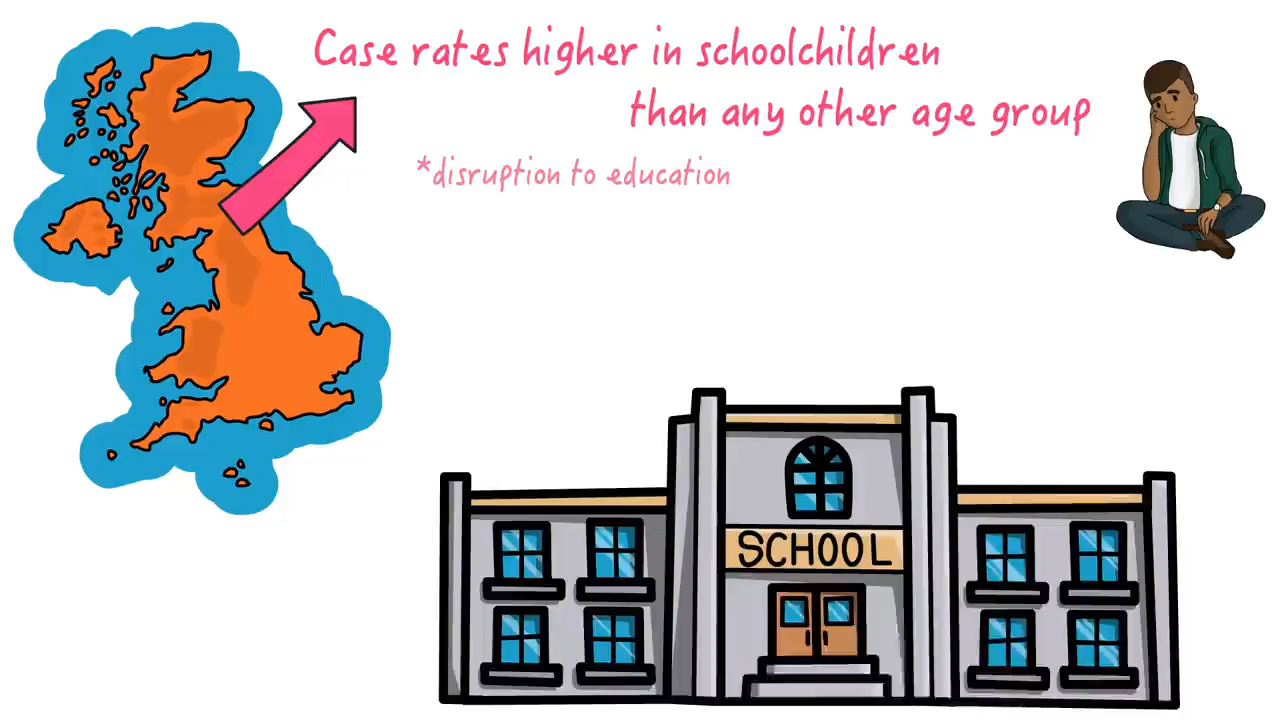 Case rates higher in schoolchildren
than any other age group
*disruption to education
SCHOOL